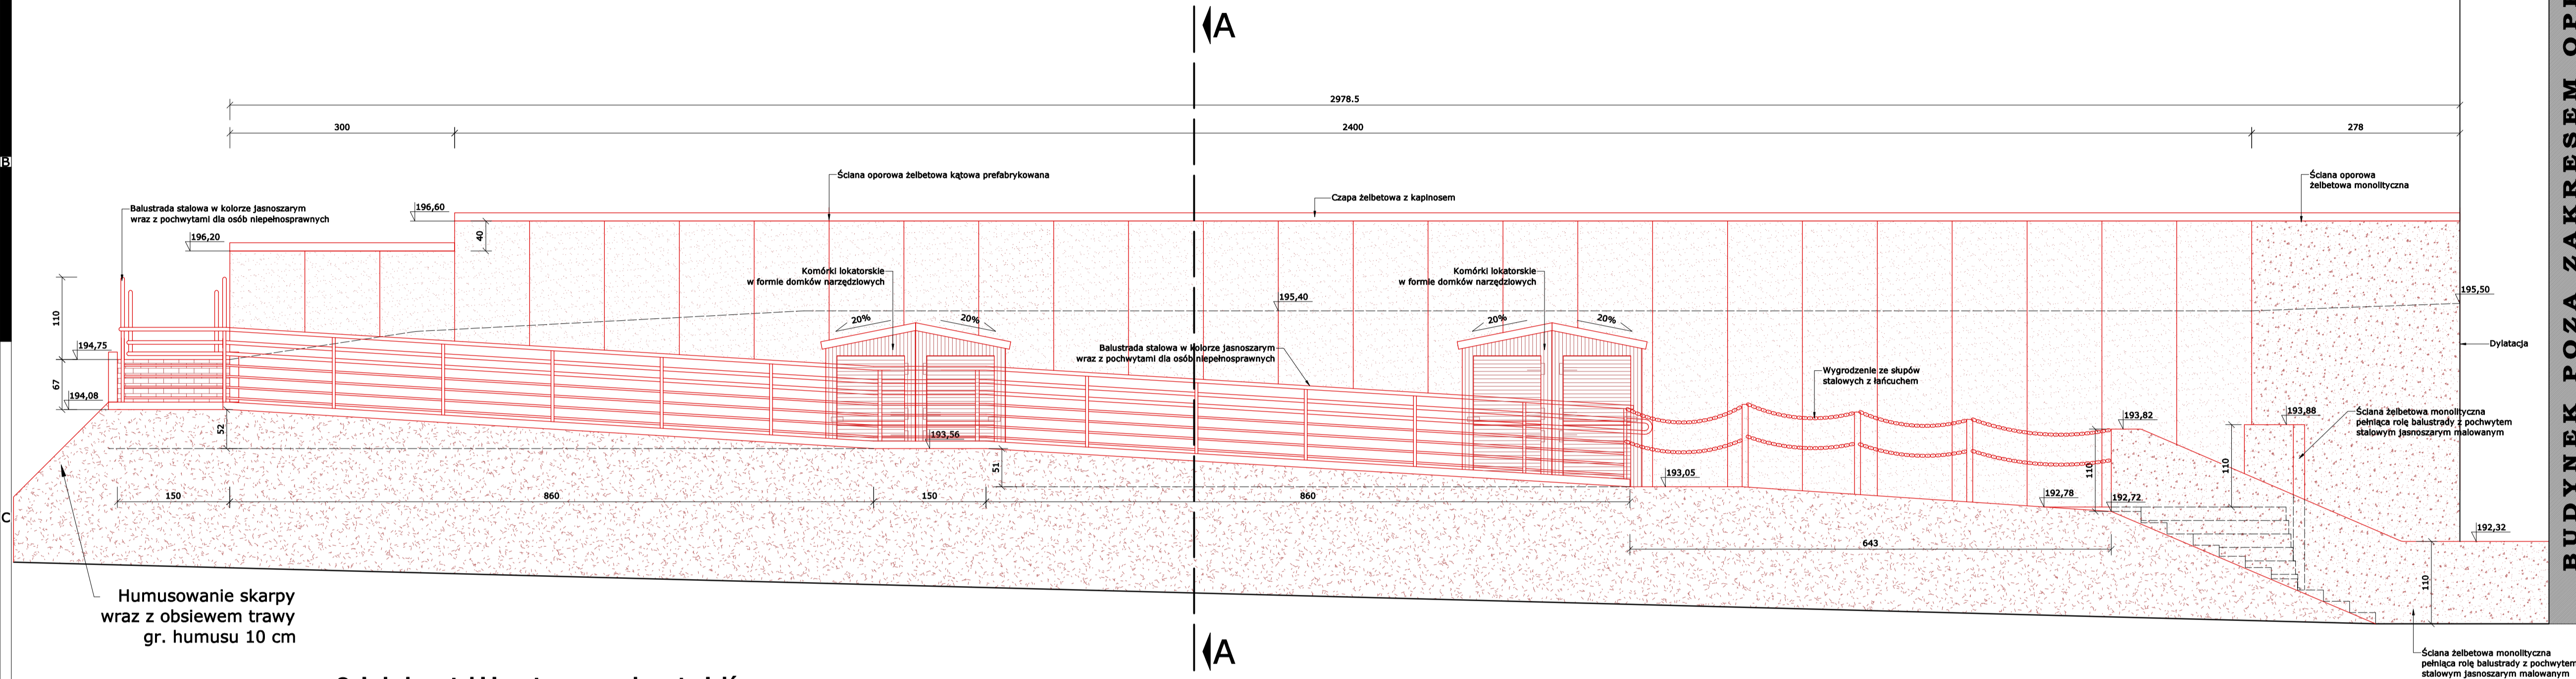 A
2978.5
300
2400
278
B
Ściana oporowa żelbetowa kątowa prefabrykowana
Czapa żelbetowa z kapinosem
Ściana oporowa
żelbetowa monolityczna
Balustrada stalowa w kolorze jasnoszarym
wraz z pochwytami dla osób niepełnosprawnych
196,60
196,20
40
Komórki lokatorskie
w formie domków narzędziowych
Komórki lokatorskie
w formie domków narzędziowych
195,40
195,50
110
20%
20%
20%
20%
194,75
Balustrada stalowa w kolorze jasnoszarym
wraz z pochwytami dla osób niepełnosprawnych
Dylatacja
Wygrodzenie ze słupów
stalowych z łańcuchem
67
194,08
52
193,56
51
193,05
193,82
193,88
Ściana żelbetowa monolityczna
pełniąca rolę balustrady z pochwytem
stalowym jasnoszarym malowanym
110
110
150
860
150
860
192,78
192,72
C
643
192,32
110
Humusowanie skarpy
wraz z obsiewem trawy
gr. humusu 10 cm
A
Ściana żelbetowa monolityczna
pełniąca rolę balustrady z pochwytem
stalowym jasnoszarym malowanym
BUDYNEK POZA ZAKRESEM